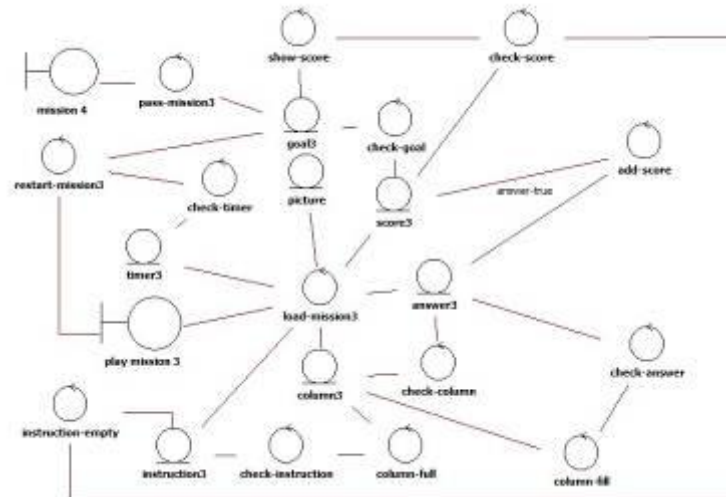 show-score
check-score
mission 4
pass-mission3
goal3
check-goal
add-score
restart-mission3
check-timer
picture
score3
answer-true
timer3
load-mission3
answer3
play mission 3
check-answer
column3
check-column
instruction-empty
instruction3
check-instruction
column-full
column-fill